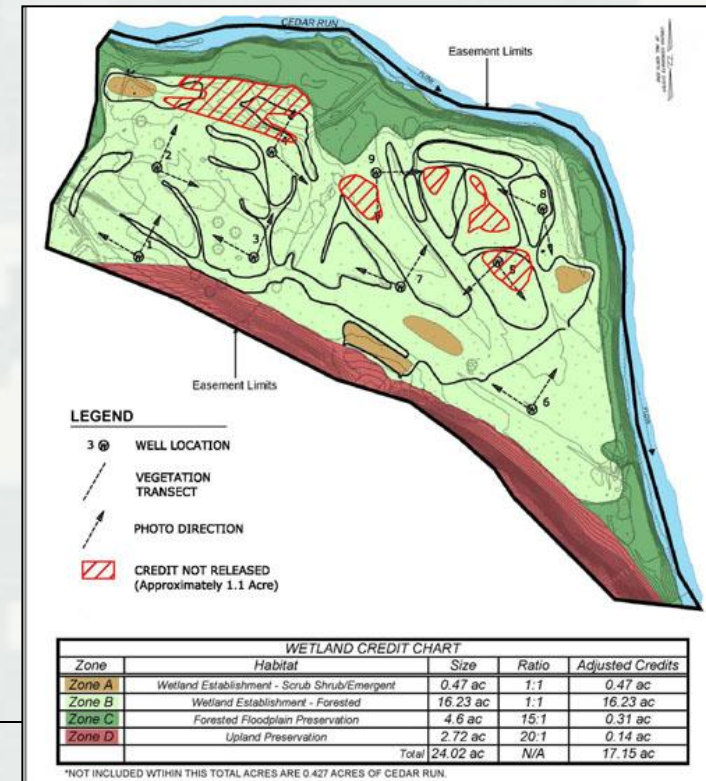 CEDAR RUN
Easement Limits
FLOW
9
2
8
1
3
5
7
6
FLOW
Easement Limits
LEGEND
3 W WELL LOCATION
VEGETATION
TRANSECT
PHOTO DIRECTION
CREDIT NOT RELEASED
(Approximately 1.1 Acre)
WETLAND CREDIT CHART
Zone Habitat Size Ratio Adjusted Credits
Zone A Wetland Establishment - Scrub Shrub/Emergent 0.47 ac 1:1 0.47 ac
Zone B Wetland Establishment - Forested 16.23 ac 1:1 16.23 ac
Zone C Forested Floodplain Preservation 4.6 ac 15:1 0.31 ac
Zone D Upland Preservation 2.72 ac 20:1 0.14 ac
Total 24.02 ac N/A 17.15 ac
*NOT INCLUDED WTIHIN THIS TOTAL ACRES ARE 0.427 ACRES OF CEDAR RUN.